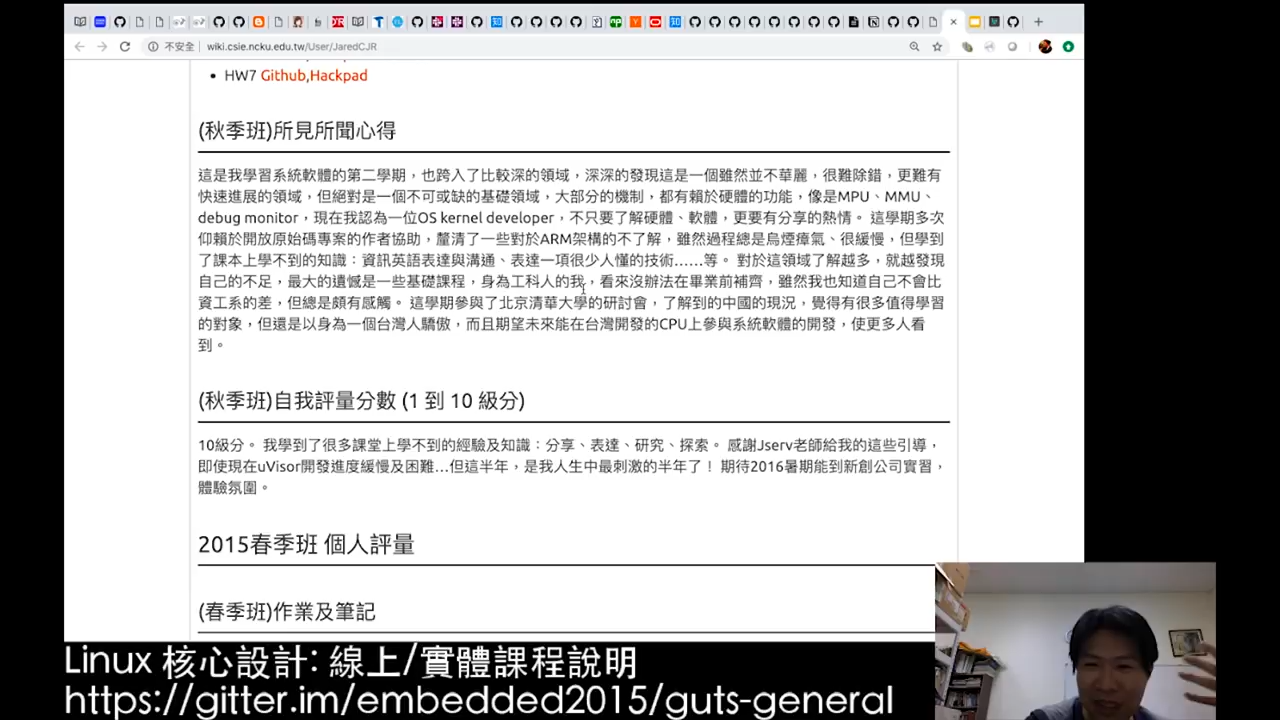 不安全 wiki.csie.ncku.edu.tw/User/JaredCJR
• HW7 Github,Hackpad
(秋季班)所見所聞心得
這是我學習系統軟體的第二學期，也跨入了比較深的領域，深深的發現這是一個雖然並不華麗，很難除錯，更難有
快速進展的領域，但絕對是一個不可或缺的基礎領域，大部分的機制，都有賴於硬體的功能，像是MPU、MMU、
debug monitor，現在我認為一位OS kernel developer，不只要了解硬體、軟體，更要有分享的熱情。 這學期多次
仰賴於開放原始碼專案的作者協助，釐清了一些對於ARM架構的不了解，雖然過程總是烏煙瘴氣、很緩慢，但學到
了課本上學不到的知識：資訊英語表達與溝通、表達一項很少人懂的技術……等。 對於這領域了解越多，就越發現
自己的不足，最大的遺憾是一些基礎課程，身為工科人的我，看來沒辦法在畢業前補齊，雖然我也知道自己不會比
資工系的差，但總是頗有感觸。 這學期參與了北京清華大學的研討會，了解到的中國的現況，覺得有很多值得學習
的對象，但還是以身為一個台灣人驕傲，而且期望未來能在台灣開發的CPU上參與系統軟體的開發，使更多人看
到。
(秋季班)自我評量分數 (1 到 10 級分)
10級分。 我學到了很多課堂上學不到的經驗及知識：分享、表達、研究、探索。 感謝Jserv老師給我的這些引導，
即使現在uVisor開發進度緩慢及困難…但這半年，是我人生中最刺激的半年了！ 期待2016暑期能到新創公司實習，
體驗氛圍。
2015春季班 個人評量
(春季班)作業及筆記
Linux 核心設計: 線上/實體課程說明
https://gitter.im/embedded2015/guts-general